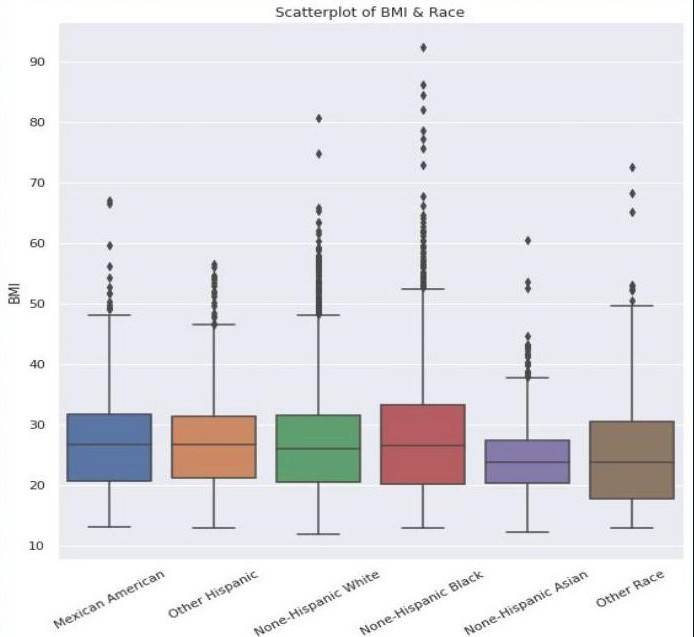 Scatterplot of BMI & Race
90
80
70
60
50
40
30
20
10
BMI
Mexican American
Other Hispanic
None-Hispanic White
None-Hispanic Black
None-Hispanic Asian
Other Race